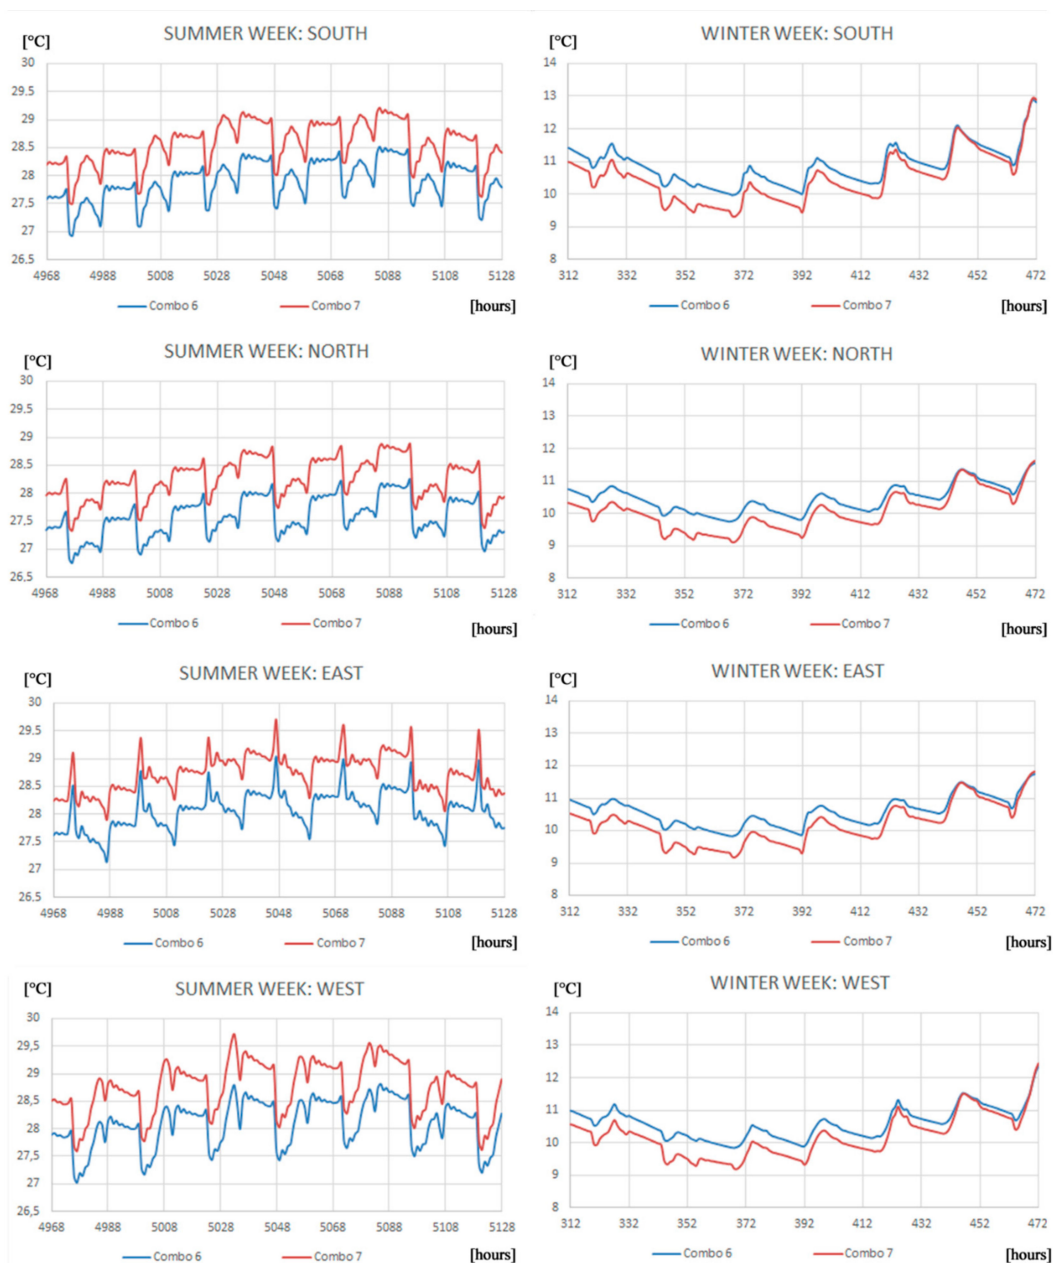 SUMMER WEEK: SOUTH
[°C]
30
29.5
29
28.5
28
27.5
27
26.5
4968 4988 5008 5028 5048 5068 5088 5108 5128
Combo 6 Combo 7 [hours]
WINTER WEEK: SOUTH
[°C]
14
13
12
11
10
9
8
312 332 352 372 392 412 432 452 472
Combo 6 Combo 7 [hours]
SUMMER WEEK: NORTH
[°C]
30
29.5
29
28.5
28
27.5
27
26.5
4968 4988 5008 5028 5048 5068 5088 5108 5128
Combo 6 Combo 7 [hours]
WINTER WEEK: NORTH
[°C]
14
13
12
11
10
9
8
312 332 352 372 392 412 432 452 472
Combo 6 Combo 7 [hours]
SUMMER WEEK: EAST
[°C]
30
29.5
29
28.5
28
27.5
27
26.5
4968 4988 5008 5028 5048 5068 5088 5108 5128
Combo 6 Combo 7 [hours]
WINTER WEEK: EAST
[°C]
14
13
12
11
10
9
8
312 332 352 372 392 412 432 452 472
Combo 6 Combo 7 [hours]
SUMMER WEEK: WEST
[°C]
30
29,5
29
28,5
28
27,5
27
26,5
4968 4988 5008 5028 5048 5068 5088 5108 5128
Combo 6 Combo 7 [hours]
WINTER WEEK: WEST
[°C]
14
13
12
11
10
9
8
312 332 352 372 392 412 432 452 472
Combo 6 Combo 7 [hours]